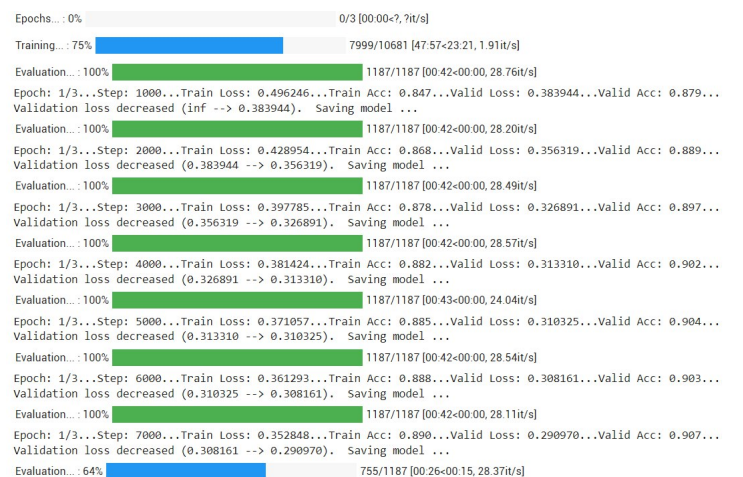 Epochs... : 0% 0/3 [00:00<?, ?it/s]
Training... : 75% 7999/10681 [47:57<23:21, 1.91it/s]
Evaluation... : 100% 1187/1187 [00:42<00:00, 28.76it/s]
Epoch: 1/3...Step: 1000...Train Loss: 0.496246...Train Acc: 0.847...Valid Loss: 0.383944...Valid Acc: 0.879...
Validation loss decreased (inf --> 0.383944).  Saving model ...
Evaluation... : 100% 1187/1187 [00:42<00:00, 28.20it/s]
Epoch: 1/3...Step: 2000...Train Loss: 0.428954...Train Acc: 0.868...Valid Loss: 0.356319...Valid Acc: 0.889...
Validation loss decreased (0.383944 --> 0.356319).  Saving model ...
Evaluation... : 100% 1187/1187 [00:42<00:00, 28.49it/s]
Epoch: 1/3...Step: 3000...Train Loss: 0.397785...Train Acc: 0.878...Valid Loss: 0.326891...Valid Acc: 0.897...
Validation loss decreased (0.356319 --> 0.326891).  Saving model ...
Evaluation... : 100% 1187/1187 [00:42<00:00, 28.57it/s]
Epoch: 1/3...Step: 4000...Train Loss: 0.381424...Train Acc: 0.882...Valid Loss: 0.313310...Valid Acc: 0.902...
Validation loss decreased (0.326891 --> 0.313310).  Saving model ...
Evaluation... : 100% 1187/1187 [00:43<00:00, 24.04it/s]
Epoch: 1/3...Step: 5000...Train Loss: 0.371057...Train Acc: 0.885...Valid Loss: 0.310325...Valid Acc: 0.904...
Validation loss decreased (0.313310 --> 0.310325).  Saving model ...
Evaluation... : 100% 1187/1187 [00:42<00:00, 28.54it/s]
Epoch: 1/3...Step: 6000...Train Loss: 0.361293...Train Acc: 0.888...Valid Loss: 0.308161...Valid Acc: 0.903...
Validation loss decreased (0.310325 --> 0.308161).  Saving model ...
Evaluation... : 100% 1187/1187 [00:42<00:00, 28.11it/s]
Epoch: 1/3...Step: 7000...Train Loss: 0.352848...Train Acc: 0.890...Valid Loss: 0.290970...Valid Acc: 0.907...
Validation loss decreased (0.308161 --> 0.290970).  Saving model ...
Evaluation... : 64% 755/1187 [00:26<00:15, 28.37it/s]